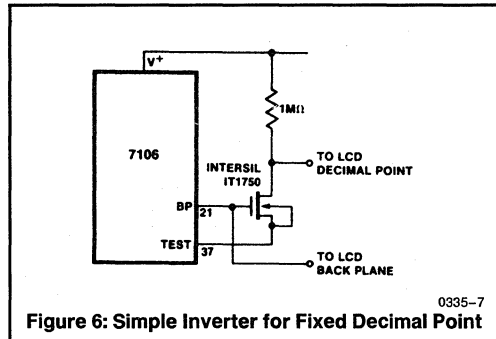 V+
1MΩ
7106
TO LCD
DECIMAL POINT
INTERSIL
IT1750
BP
21
TEST
37
TO LCD
BACK PLANE
0335-7
Figure 6: Simple Inverter for Fixed Decimal Point